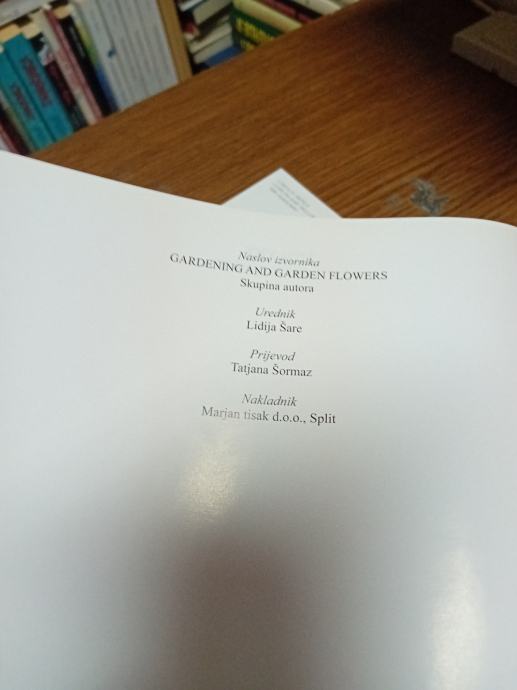 Naslov izvornika
GARDENING AND GARDEN FLOWERS
Skupina autora
Urednik
Lidija Šare
Prijevod
Tatjana Šormaz
Nakladnik
Marjan tisak d.o.o., Split